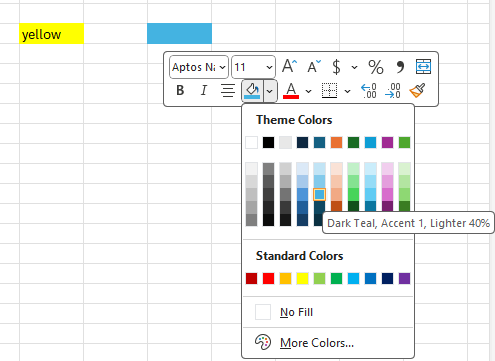 yellow
Aptos Na
11
A A $ % ,
B I A
Theme Colors
Dark Teal, Accent 1, Lighter 40%
Standard Colors
No Fill
More Colors...